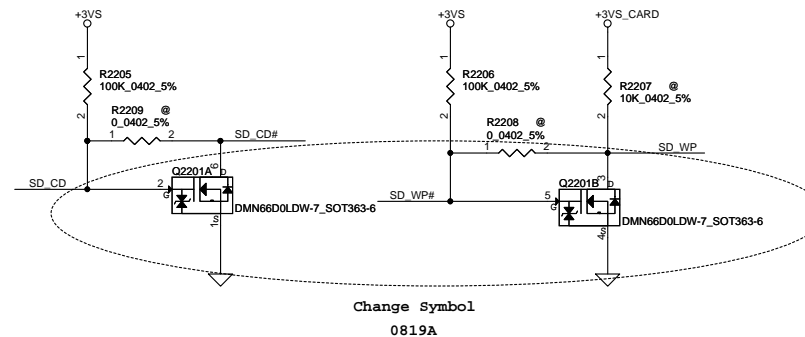 +3VS
+3VS
+3VS_CARD
1
1
1
R2205
100K_0402_5%
R2206
100K_0402_5%
R2207 @
10K_0402_5%
2
2
2
R2209 @
0_0402_5%
R2208 @
0_0402_5%
1 2
SD_CD#
1 2
SD_WP
SD_CD
2
Q2201A
6
D
G
S
1
DMN66D0LDW-7_SOT363-6
SD_WP#
5
Q2201B
3
D
G
S
4
DMN66D0LDW-7_SOT363-6
Change Symbol
0819A